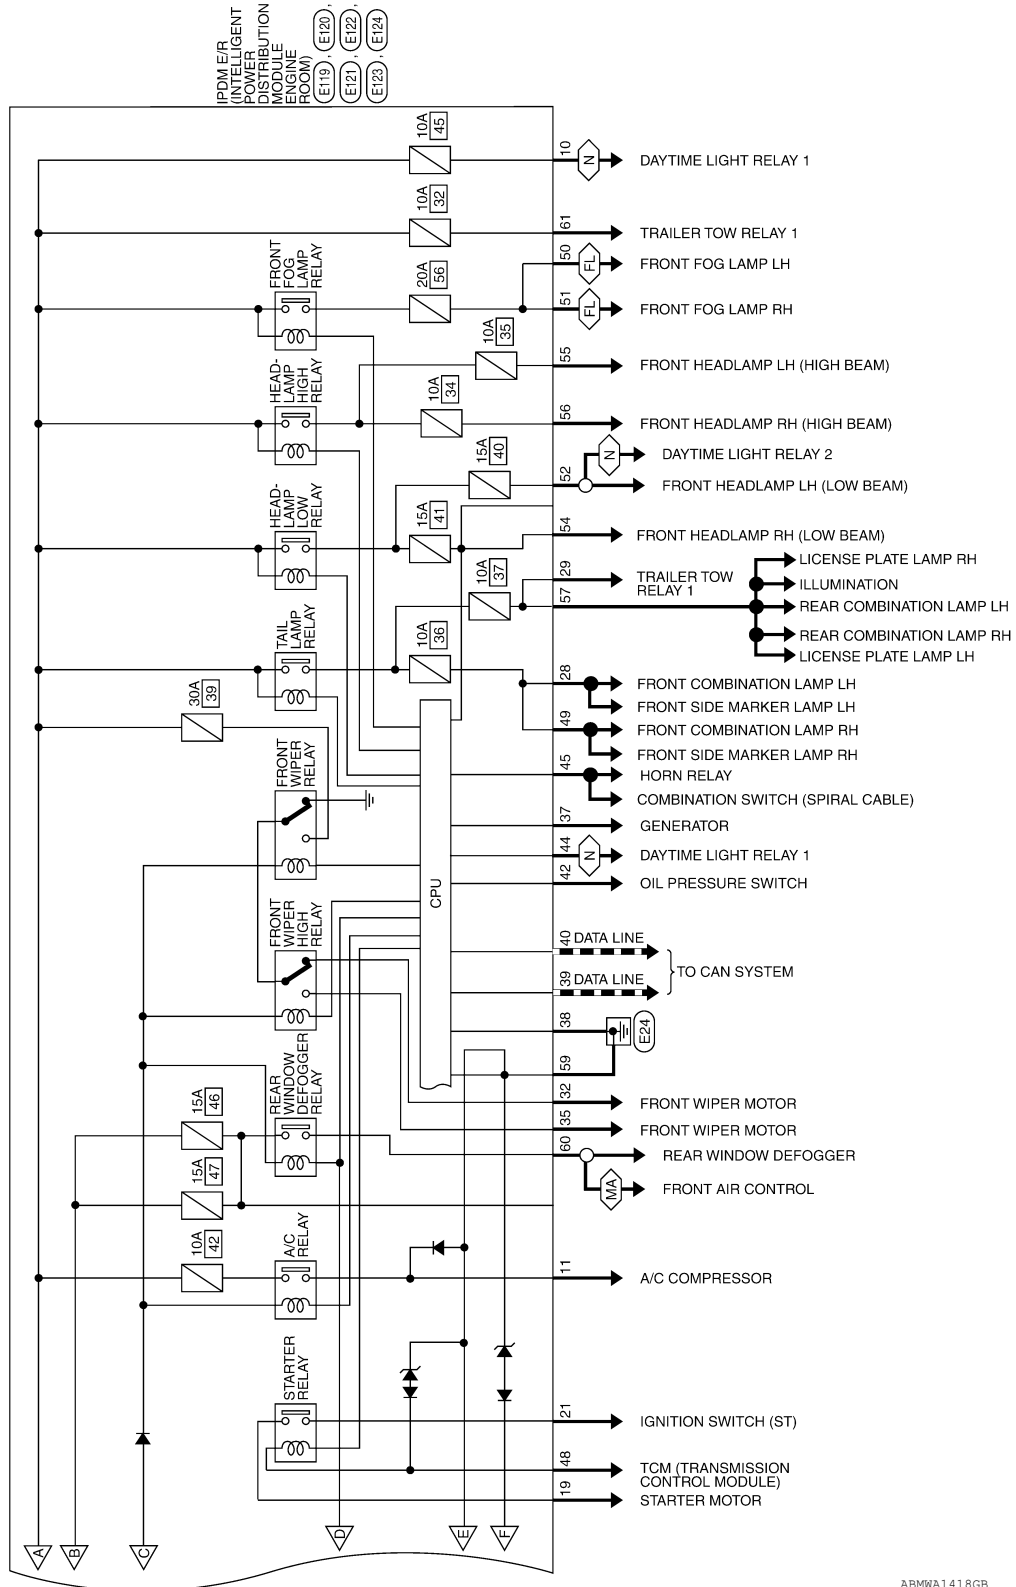 IPDM E/R
(INTELLIGENT
POWER
DISTRIBUTION
MODULE
ENGINE
ROOM)
E119, E120,
E121, E122,
E123, E124
10A
45
10
N
DAYTIME LIGHT RELAY 1
10A
32
61
TRAILER TOW RELAY 1
50
FL
FRONT FOG LAMP LH
FRONT
FOG
LAMP
RELAY
20A
56
51
FL
FRONT FOG LAMP RH
10A
35
55
FRONT HEADLAMP LH (HIGH BEAM)
HEAD-
LAMP
HIGH
RELAY
10A
34
56
FRONT HEADLAMP RH (HIGH BEAM)
N
DAYTIME LIGHT RELAY 2
15A
40
52
FRONT HEADLAMP LH (LOW BEAM)
HEAD-
LAMP
LOW
RELAY
15A
41
54
FRONT HEADLAMP RH (LOW BEAM)
29
TRAILER TOW
RELAY 1
10A
37
57
LICENSE PLATE LAMP RH
ILLUMINATION
REAR COMBINATION LAMP LH
REAR COMBINATION LAMP RH
LICENSE PLATE LAMP LH
TAIL
LAMP
RELAY
10A
36
28
FRONT COMBINATION LAMP LH
FRONT SIDE MARKER LAMP LH
30A
39
49
FRONT COMBINATION LAMP RH
FRONT SIDE MARKER LAMP RH
45
HORN RELAY
COMBINATION SWITCH (SPIRAL CABLE)
FRONT
WIPER
RELAY
37
GENERATOR
44
N
DAYTIME LIGHT RELAY 1
42
OIL PRESSURE SWITCH
CPU
FRONT
WIPER
HIGH
RELAY
40
DATA LINE
39
DATA LINE
TO CAN SYSTEM
38
E24
59
32
FRONT WIPER MOTOR
35
FRONT WIPER MOTOR
REAR
WINDOW
DEFOGGER
RELAY
15A
46
60
REAR WINDOW DEFOGGER
MA
FRONT AIR CONTROL
15A
47
10A
42
A/C
RELAY
11
A/C COMPRESSOR
STARTER
RELAY
21
IGNITION SWITCH (ST)
48
TCM (TRANSMISSION
CONTROL MODULE)
19
STARTER MOTOR
A
B
C
D
E
F
ABMWA1418GB